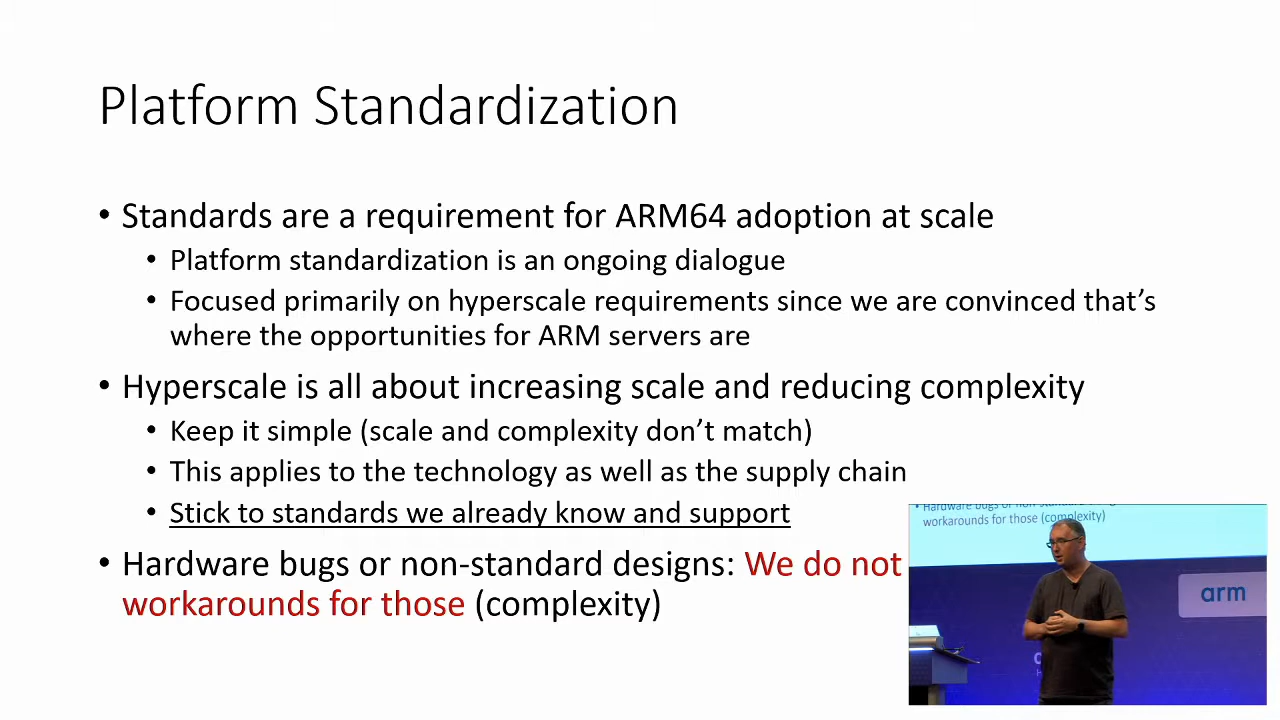 Platform Standardization
• Standards are a requirement for ARM64 adoption at scale
• Platform standardization is an ongoing dialogue
• Focused primarily on hyperscale requirements since we are convinced that's
where the opportunities for ARM servers are
• Hyperscale is all about increasing scale and reducing complexity
• Keep it simple (scale and complexity don't match)
• This applies to the technology as well as the supply chain
• Stick to standards we already know and support
• Hardware bugs or non-standard designs: We do not
workarounds for those (complexity)
• Hardware bugs or non-
workarounds for those (complexity)
arm